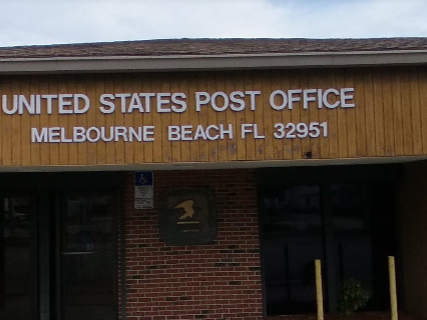 UNITED STATES POST OFFICE
MELBOURNE BEACH FL 32951